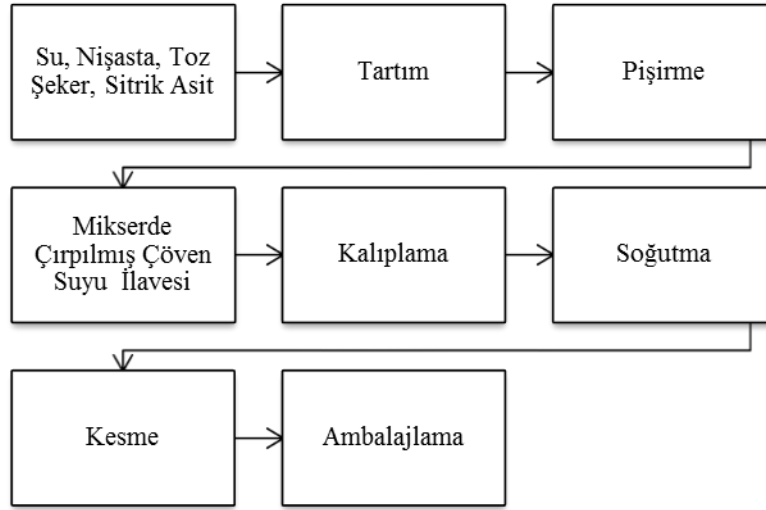 Su, Nişasta, Toz
Şeker, Sitrik Asit
Tartım
Pişirme
Mikserde
Çırpılmış Çöven
Suyu İlavesi
Kalıplama
Soğutma
Kesme
Ambalajlama